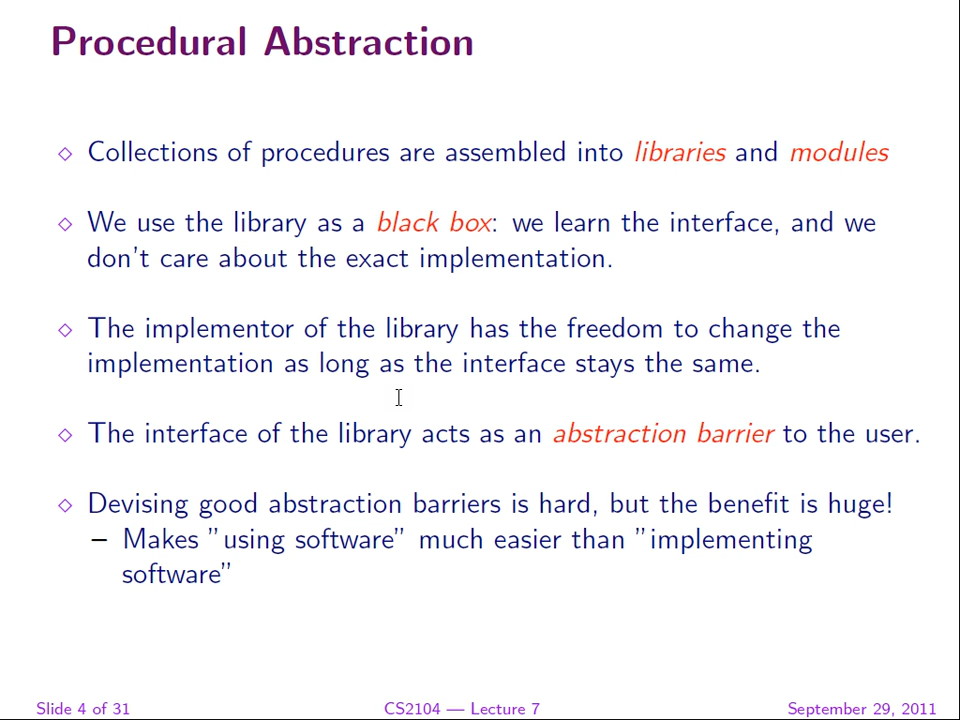 Procedural Abstraction
◇ Collections of procedures are assembled into libraries and modules
◇ We use the library as a black box: we learn the interface, and we
don't care about the exact implementation.
◇ The implementor of the library has the freedom to change the
implementation as long as the interface stays the same.
◇ The interface of the library acts as an abstraction barrier to the user.
◇ Devising good abstraction barriers is hard, but the benefit is huge!
– Makes ”using software” much easier than ”implementing
software”
Slide 4 of 31 CS2104 — Lecture 7 September 29, 2011